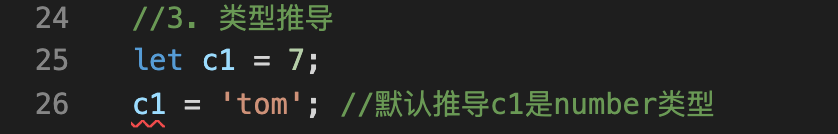 24 //3. 类型推导
25 let c1 = 7;
26 c1 = 'tom'; //默认推导c1是number类型